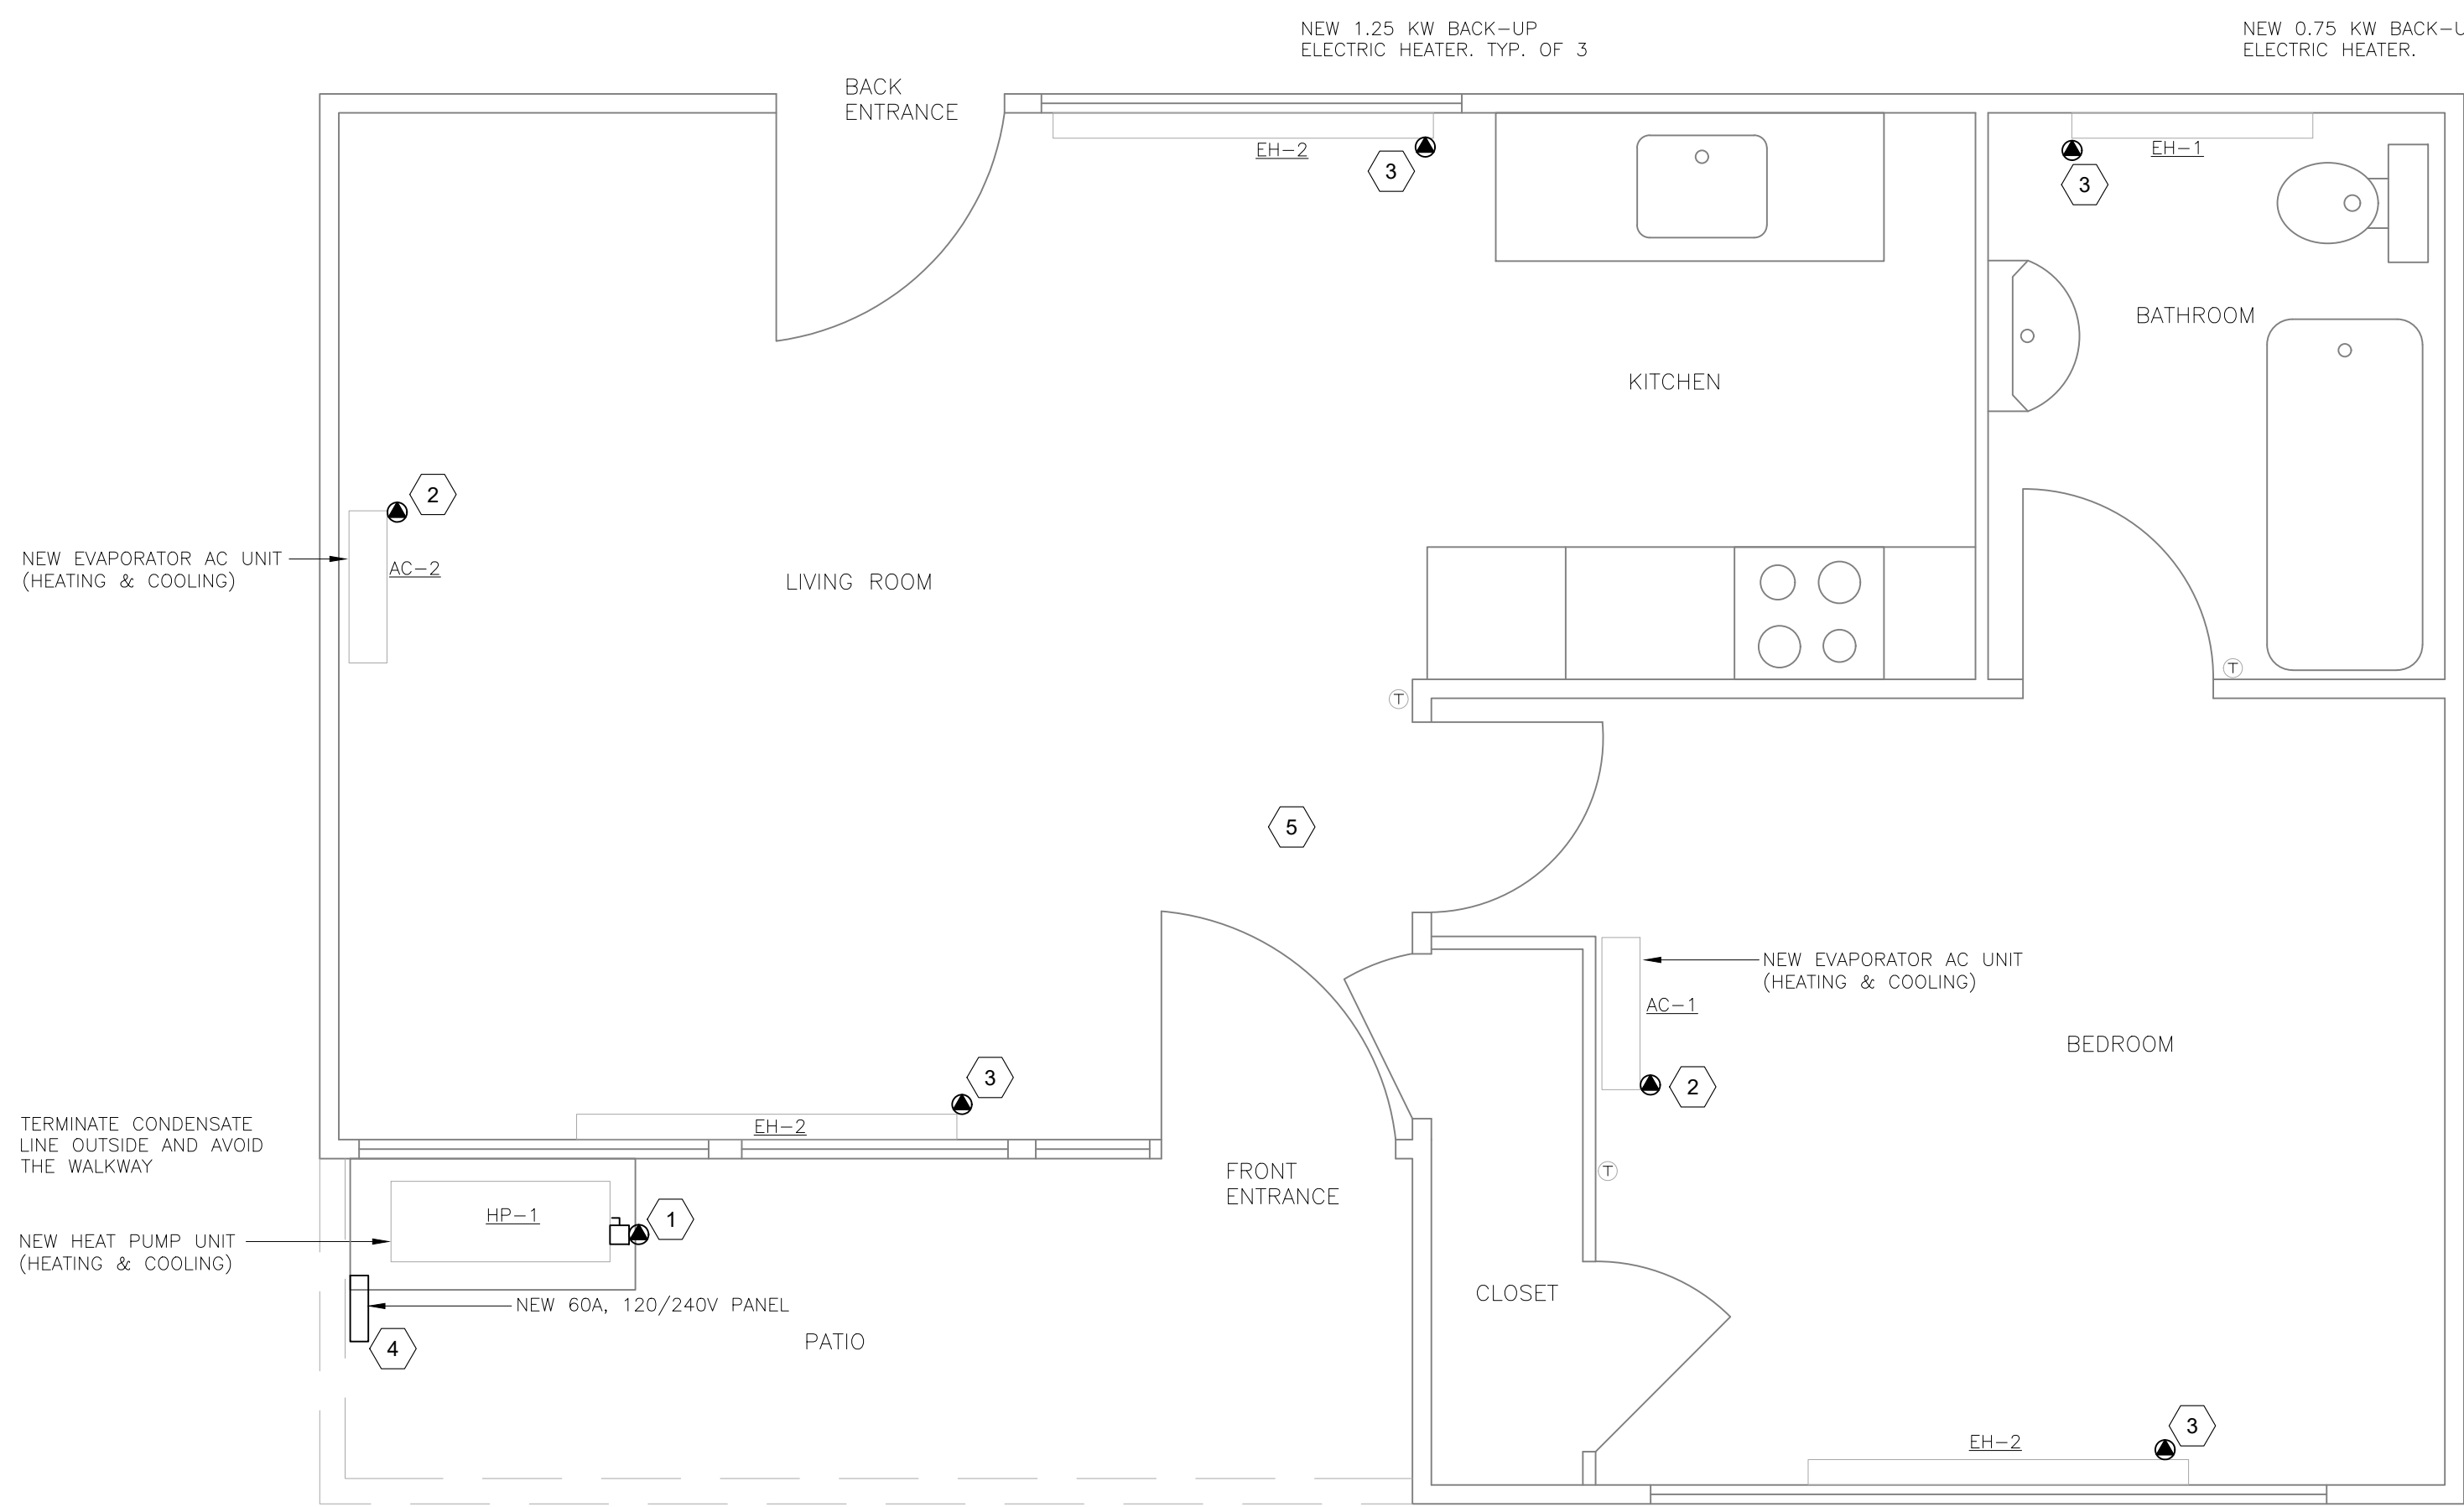 NEW 1.25 KW BACK-UP
ELECTRIC HEATER. TYP. OF 3
NEW 0.75 KW BACK-U
ELECTRIC HEATER.
BACK
ENTRANCE
EH-2
3
EH-1
3
BATHROOM
KITCHEN
2
NEW EVAPORATOR AC UNIT
(HEATING & COOLING)
AC-2
LIVING ROOM
T
T
5
NEW EVAPORATOR AC UNIT
(HEATING & COOLING)
AC-1
BEDROOM
2
3
EH-2
TERMINATE CONDENSATE
LINE OUTSIDE AND AVOID
THE WALKWAY
FRONT
ENTRANCE
T
HP-1
1
NEW HEAT PUMP UNIT
(HEATING & COOLING)
CLOSET
NEW 60A, 120/240V PANEL
4
PATIO
EH-2
3